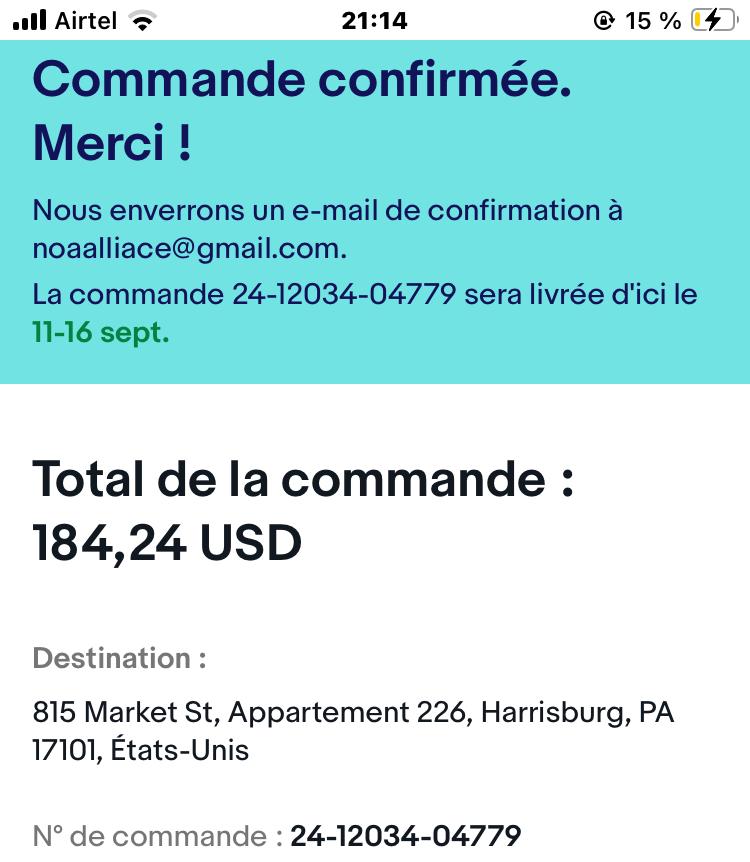 Airtel 21:14 15 %
Commande confirmée.
Merci !
Nous enverrons un e-mail de confirmation à
noaalliace@gmail.com.
La commande 24-12034-04779 sera livrée d'ici le
11-16 sept.
Total de la commande :
184,24 USD
Destination :
815 Market St, Appartement 226, Harrisburg, PA
17101, États-Unis
N° de commande : 24-12034-04779